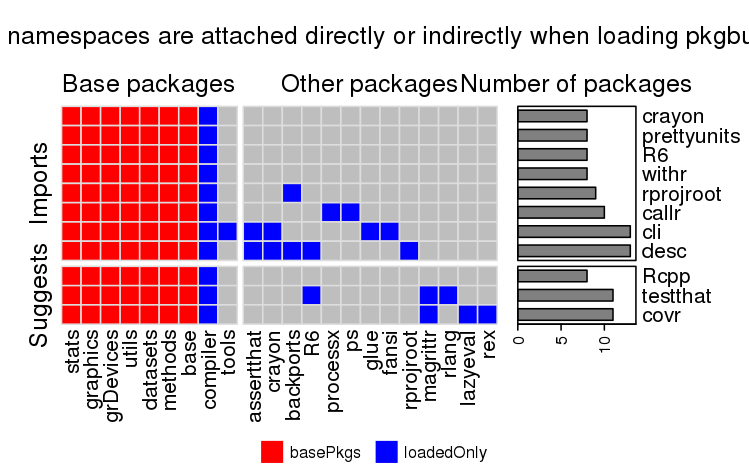 namespaces are attached directly or indirectly when loading pkgbu
Base packages
Other packages
Number of packages
Imports
Suggests
crayon
prettyunits
R6
withr
rprojroot
callr
cli
desc
Rcpp
testthat
covr
0
5
10
stats
graphics
grDevices
utils
datasets
methods
base
compiler
tools
assertthat
crayon
backports
R6
processx
ps
glue
fansi
rprojroot
magrittr
rlang
lazyeval
rex
basePkgs
loadedOnly